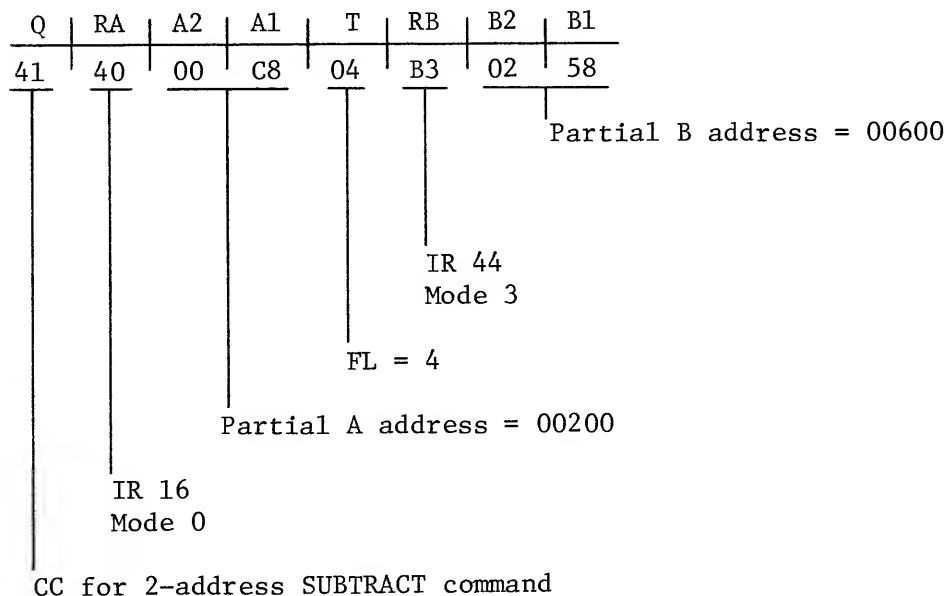 Q RA A2 A1 T RB B2 B1
41 40 00 C8 04 B3 02 58
Partial B address = 00600
IR 44
Mode 3
FL = 4
Partial A address = 00200
IR 16
Mode 0
CC for 2-address SUBTRACT command